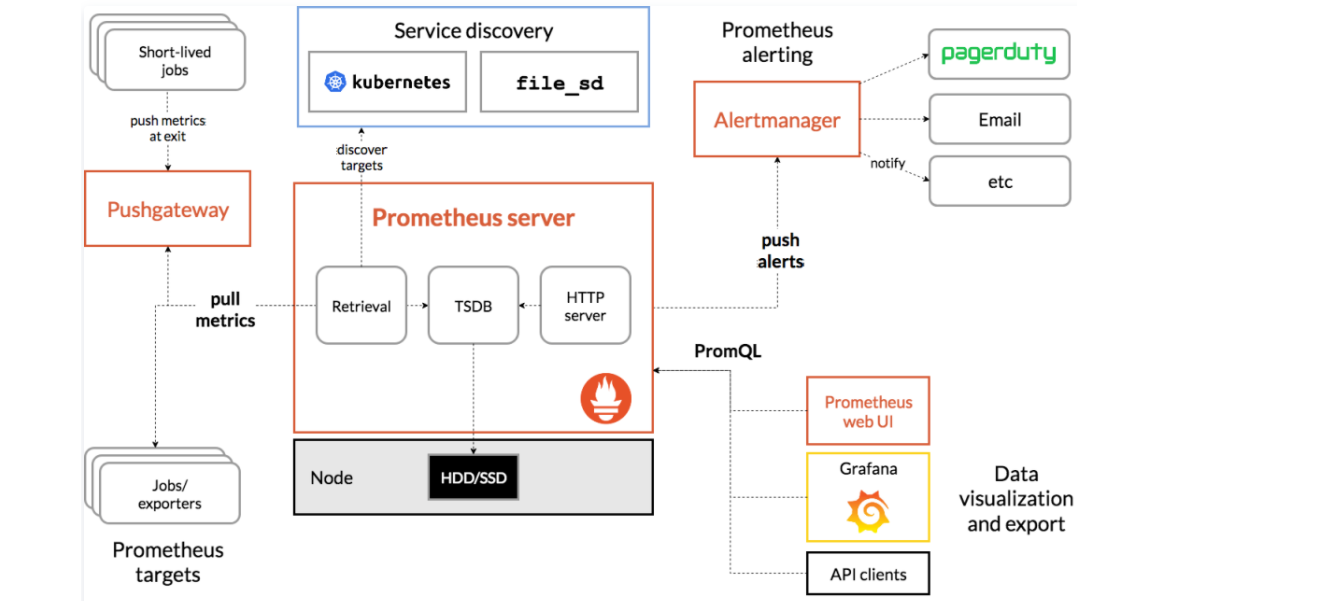 Short-lived
jobs
push metrics
at exit
Pushgateway
Service discovery
kubernetes
file_sd
discover
targets
Prometheus
alerting
Alertmanager
pagerduty
Email
notify
etc
Prometheus server
Retrieval
TSDB
HTTP
server
pull
metrics
push
alerts
PromQL
Node
HDD/SSD
Jobs/
exporters
Prometheus
targets
Prometheus
web UI
Grafana
API clients
Data
visualization
and export